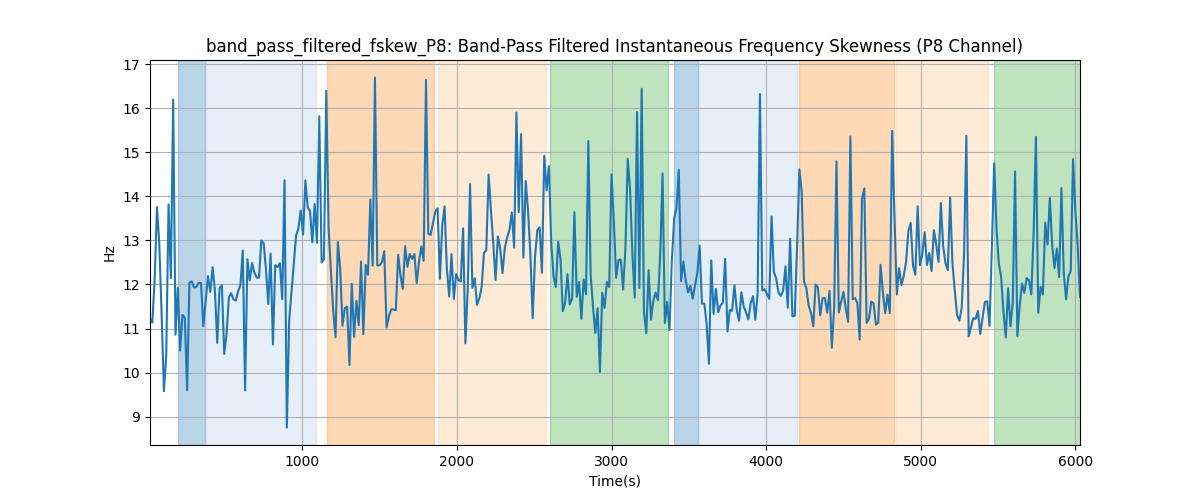 band_pass_filtered_fskew_P8: Band-Pass Filtered Instantaneous Frequency Skewness (P8 Channel)
17
16
15
14
13
12
11
10
9
Hz
1000 2000 3000 4000 5000 6000
Time(s)